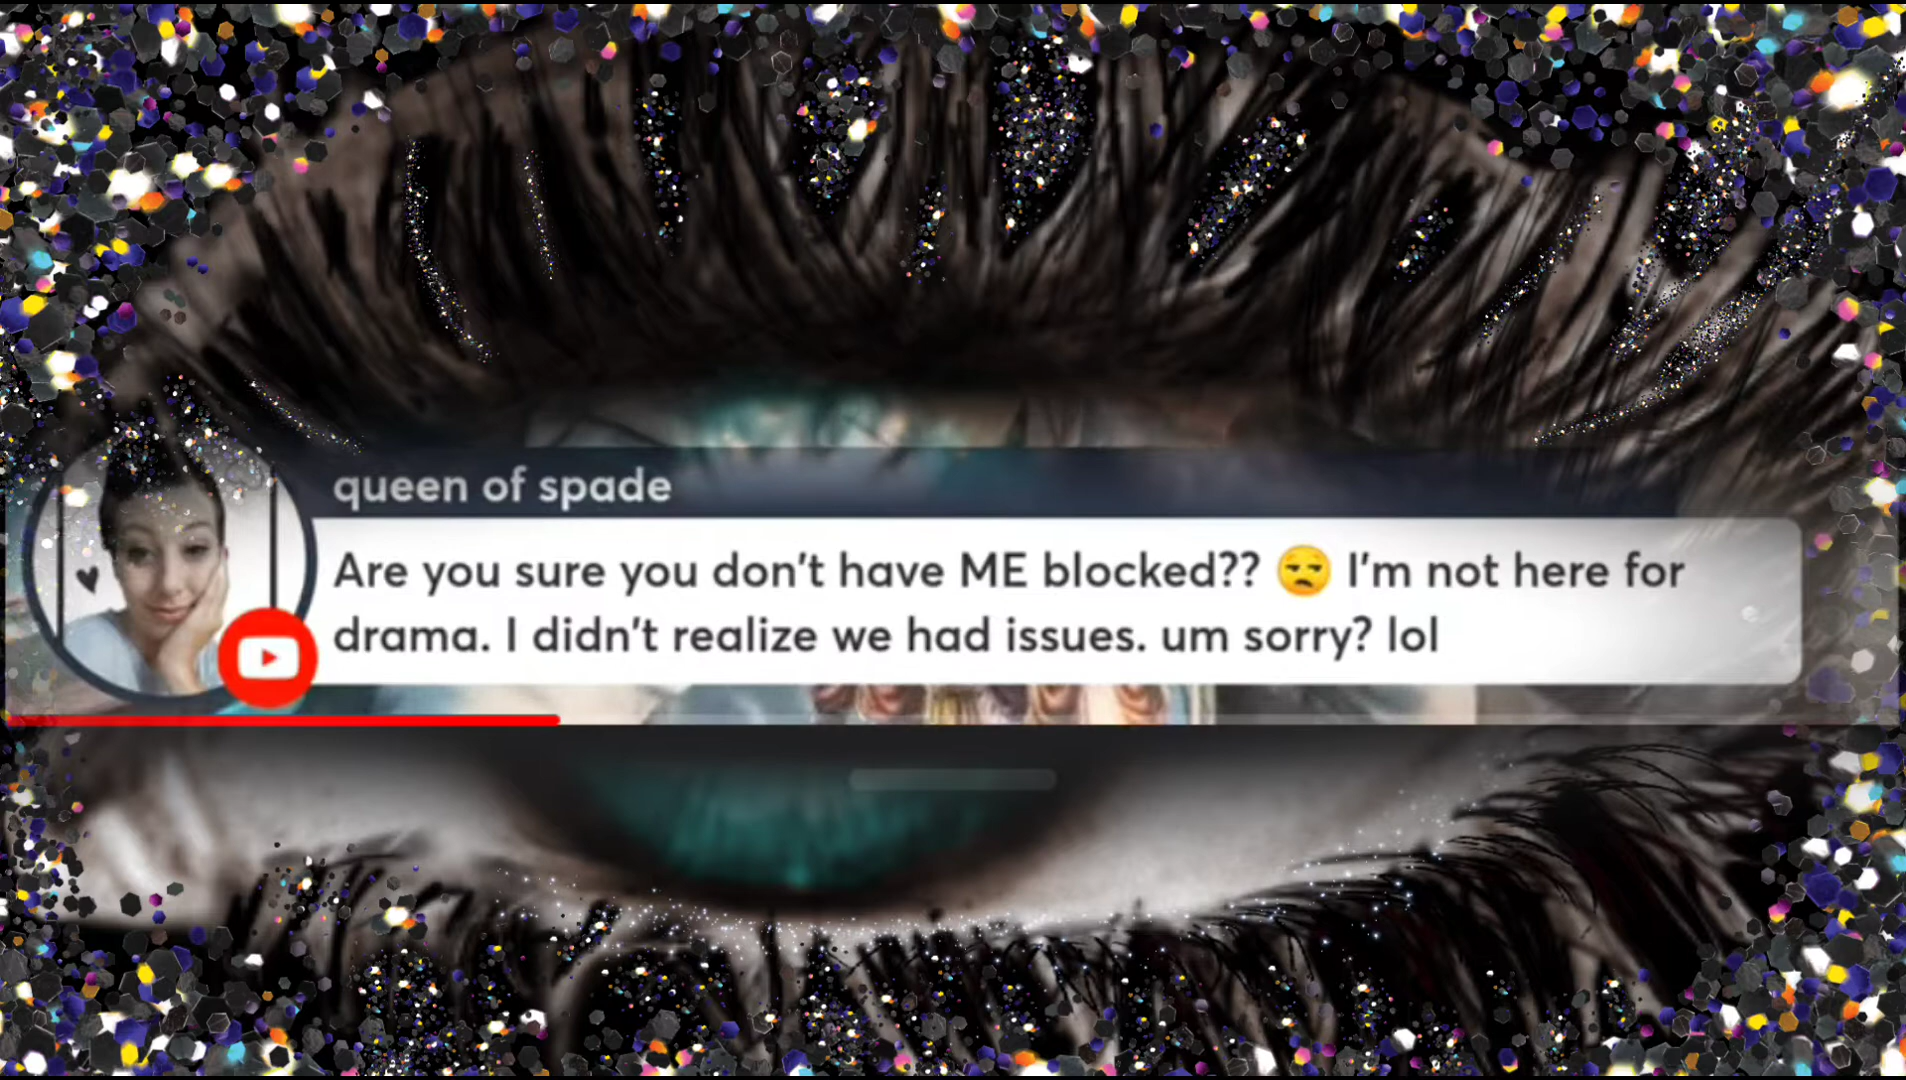 queen of spade
Are you sure you don't have ME blocked?? 😒 I'm not here for
drama. I didn't realize we had issues. um sorry? lol